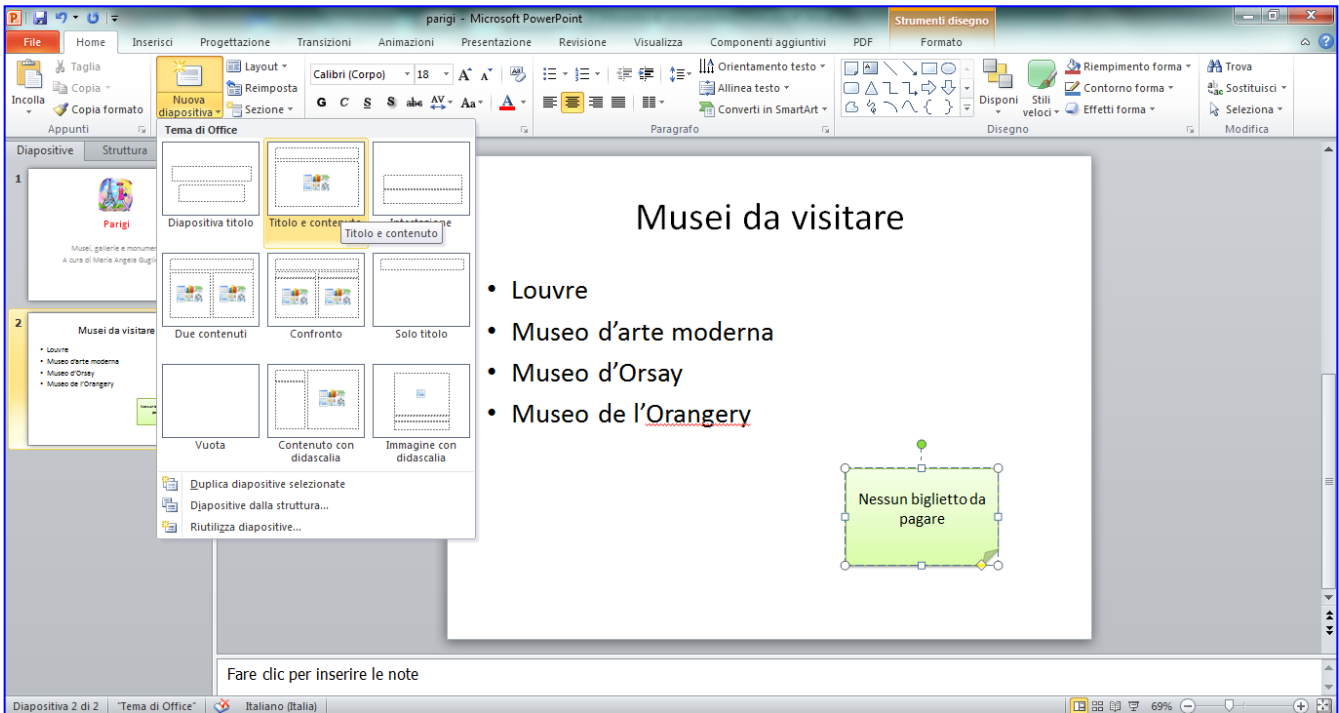 parigi - Microsoft PowerPoint
Strumenti disegno
File Home Inserisci Progettazione Transizioni Animazioni Presentazione Revisione Visualizza Componenti aggiuntivi PDF Formato
Incolla
Taglia
Copia
Copia formato
Appunti
Nuova diapositiva
Layout
Reimposta
Sezione
Calibri (Corpo) 18
G C S S abc AV Aa A
Orientamento testo
Allinea testo
Converti in SmartArt
Paragrafo
Disponi
Stili veloci
Riempimento forma
Contorno forma
Effetti forma
Disegno
Trova
Sostituisci
Seleziona
Modifica
Diapositive Struttura
1
Parigi
Musei, gallerie e
A cura di Maria Angela
2
Musei da visitare
• Louvre
• Museo d'arte moderna
• Museo d'Orsay
• Museo de l'Orangery
Tema di Office
Diapositiva titolo
Titolo e contenuto
Titolo e contenuto
Due contenuti
Confronto
Solo titolo
Vuota
Contenuto con didascalia
Immagine con didascalia
Duplica diapositive selezionate
Diapositive dalla struttura...
Riutilizza diapositive...
Musei da visitare
• Louvre
• Museo d'arte moderna
• Museo d'Orsay
• Museo de l'Orangery
Nessun biglietto da
pagare
Fare clic per inserire le note
Diapositiva 2 di 2 "Tema di Office" Italiano (Italia) 69%